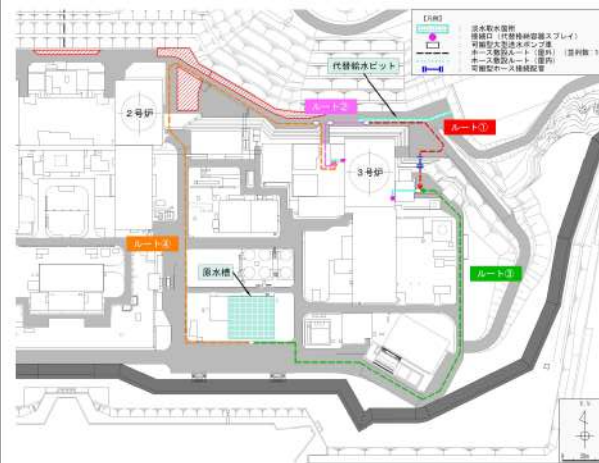 【凡例】
淡水取水箇所
接続口（代替格納容器スプレイ）
可搬型大型送水ポンプ車
ホース敷設ルート（屋外）
ホース敷設ルート（屋内）
可搬型ホース接続配管
代替給水ピット
ルート②
ルート①
2号炉
3号炉
ルート④
原水槽
ルート③